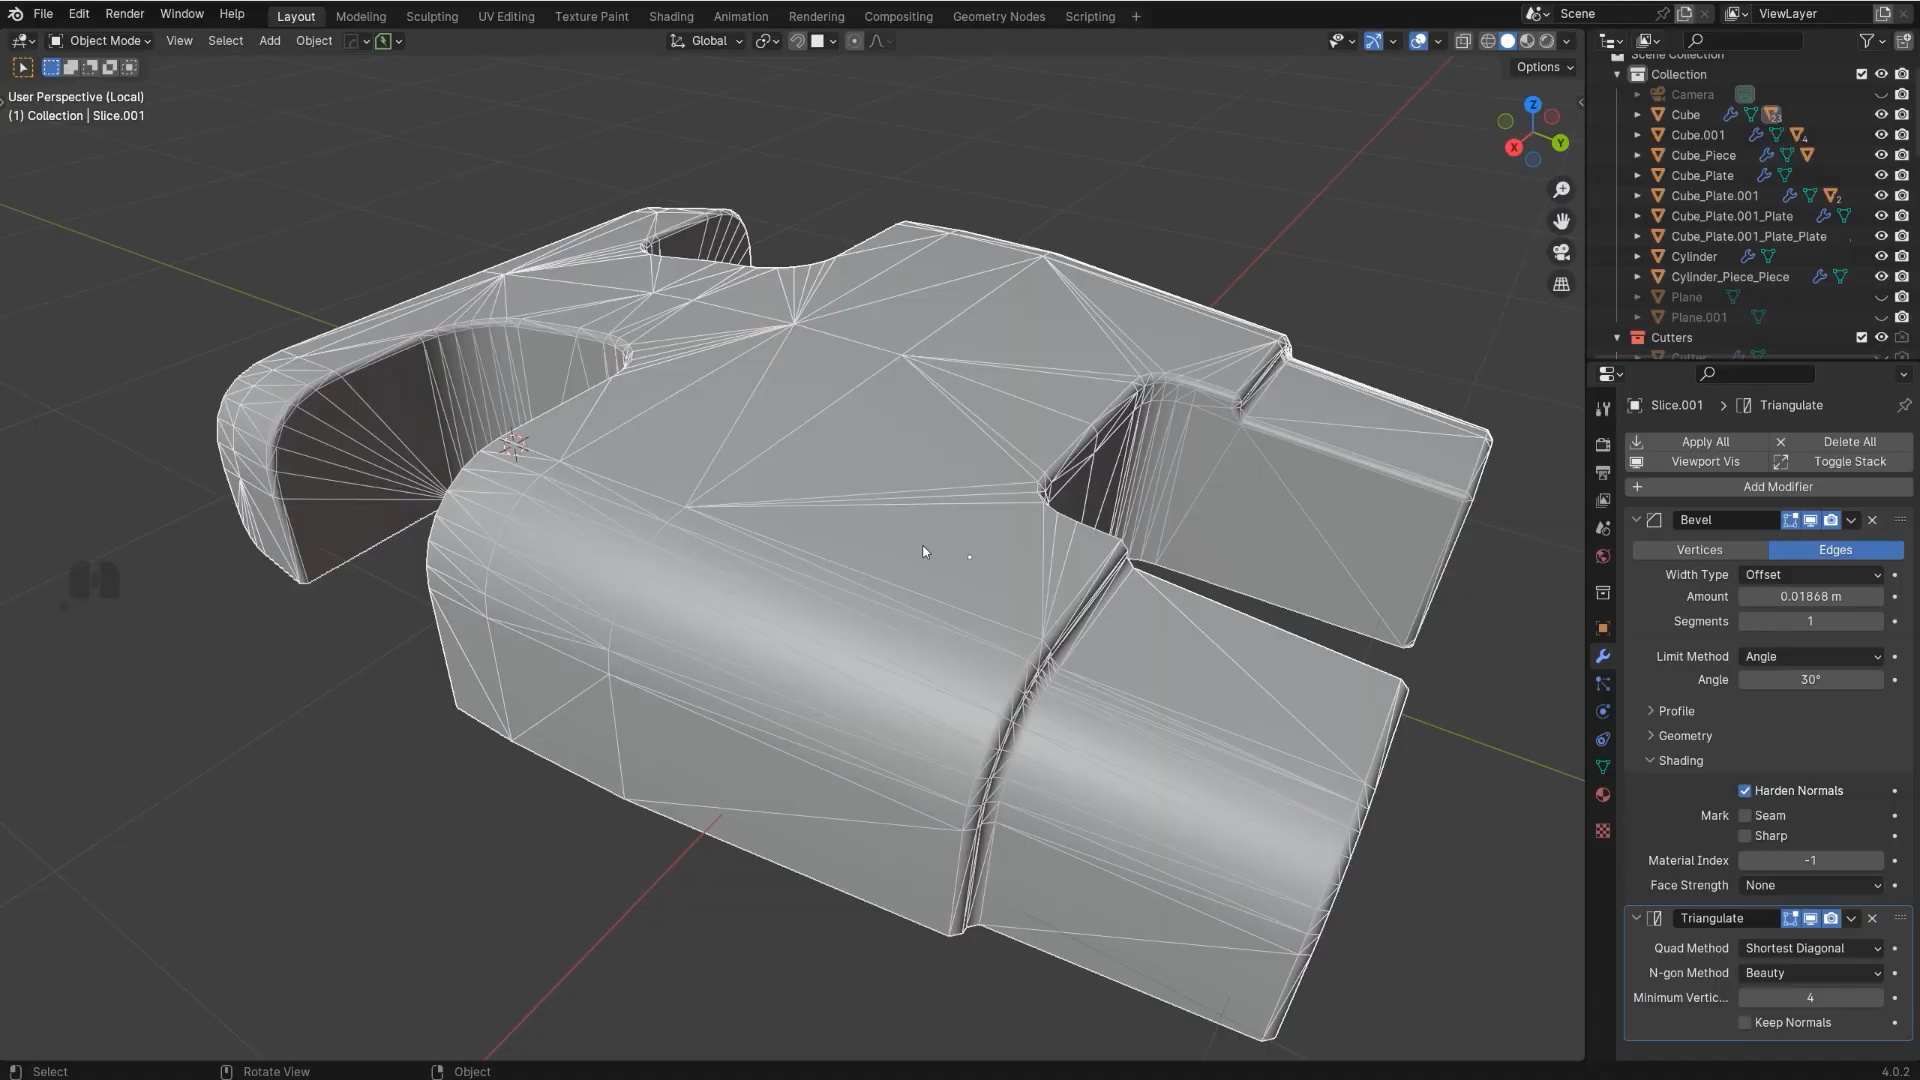 File Edit Render Window Help Layout Modeling Sculpting UV Editing Texture Paint Shading Animation Rendering Compositing Geometry Nodes Scripting + Scene ViewLayer
Object Mode View Select Add Object Global
Options
User Perspective (Local)
(1) Collection | Slice.001
Z
Y
X
Scene Collection
Collection
Camera
Cube 23
Cube.001 4
Cube_Piece
Cube_Plate
Cube_Plate.001 2
Cube_Plate.001_Plate
Cube_Plate.001_Plate_Plate
Cylinder
Cylinder_Piece_Piece
Plane
Plane.001
Cutters
Cutter
Slice.001 > Triangulate
Apply All Delete All
Viewport Vis Toggle Stack
+ Add Modifier
Bevel
Vertices Edges
Width Type Offset
Amount 0.01868 m
Segments 1
Limit Method Angle
Angle 30°
Profile
Geometry
Shading
Harden Normals
Mark Seam
Sharp
Material Index -1
Face Strength None
Triangulate
Quad Method Shortest Diagonal
N-gon Method Beauty
Minimum Vertic... 4
Keep Normals
Select Rotate View Object 4.0.2